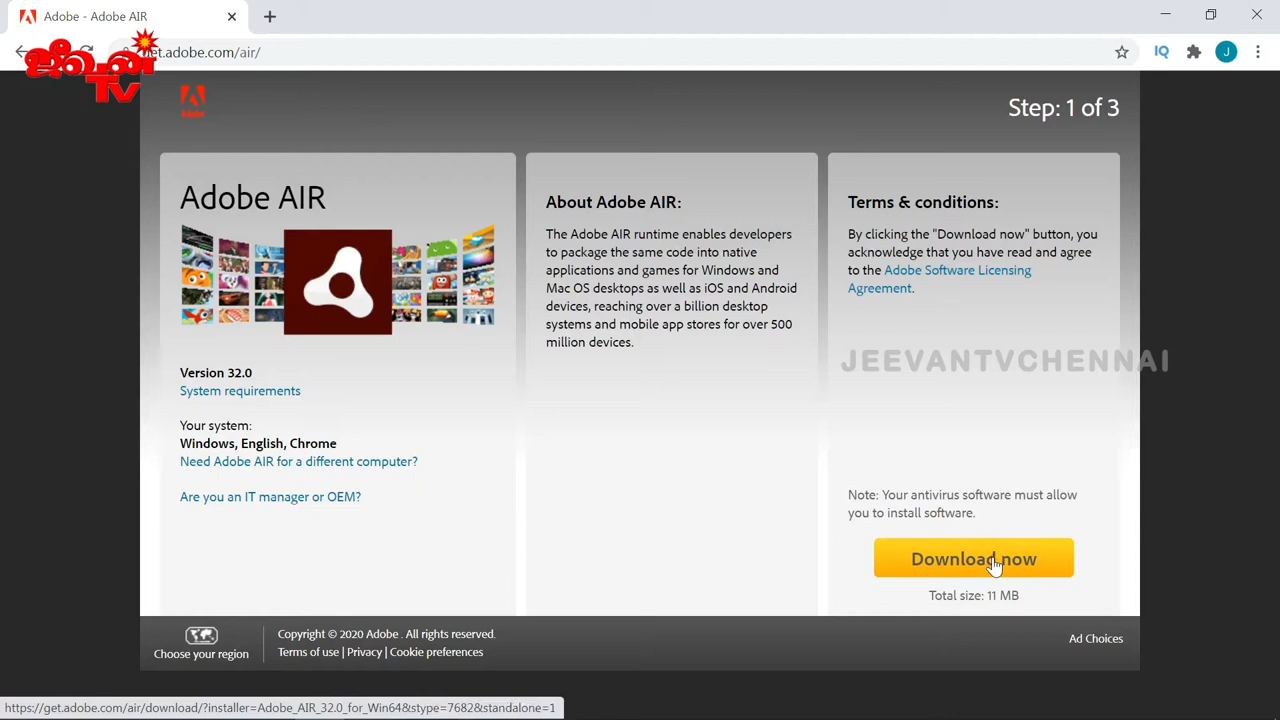 Adobe - Adobe AIR
ஜீவன்
TV
get.adobe.com/air/
IQ
J
Adobe
Step: 1 of 3
Adobe AIR
Version 32.0
System requirements
Your system:
Windows, English, Chrome
Need Adobe AIR for a different computer?
Are you an IT manager or OEM?
About Adobe AIR:
The Adobe AIR runtime enables developers
to package the same code into native
applications and games for Windows and
Mac OS desktops as well as iOS and Android
devices, reaching over a billion desktop
systems and mobile app stores for over 500
million devices.
Terms & conditions:
By clicking the "Download now" button, you
acknowledge that you have read and agree
to the Adobe Software Licensing
Agreement.
JEEVANTVCHENNAI
Note: Your antivirus software must allow
you to install software.
Download now
Total size: 11 MB
Choose your region
Copyright © 2020 Adobe . All rights reserved.
Terms of use | Privacy | Cookie preferences
Ad Choices
https://get.adobe.com/air/download/?installer=Adobe_AIR_32.0_for_Win64&stype=7682&standalone=1